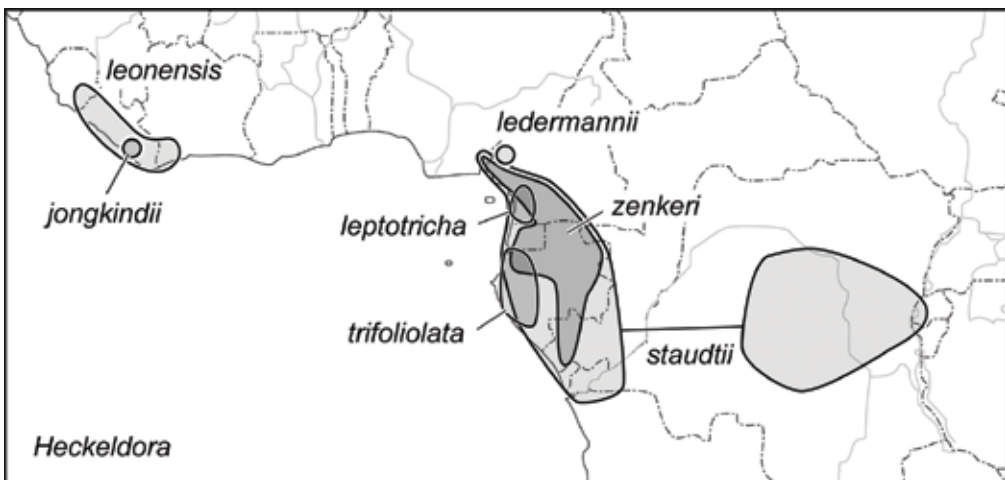 leonensis
ledermannii
jongkindii
leptotricha
zenkeri
trifoliolata
staudtii
Heckeldora